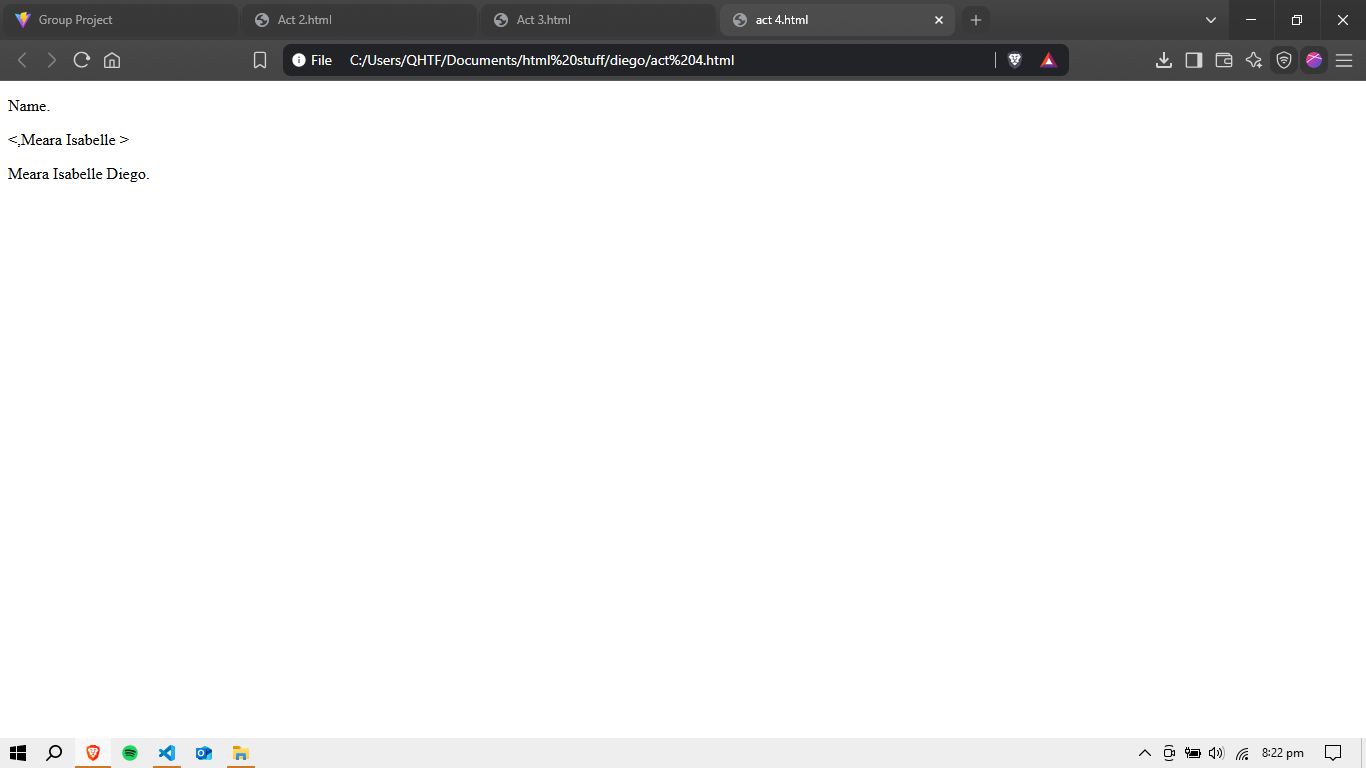 Group Project
Act 2.html
Act 3.html
act 4.html
File C:/Users/QHTF/Documents/html%20stuff/diego/act%204.html
Name.
<,Meara Isabelle >
Meara Isabelle Diego.
8:22 pm